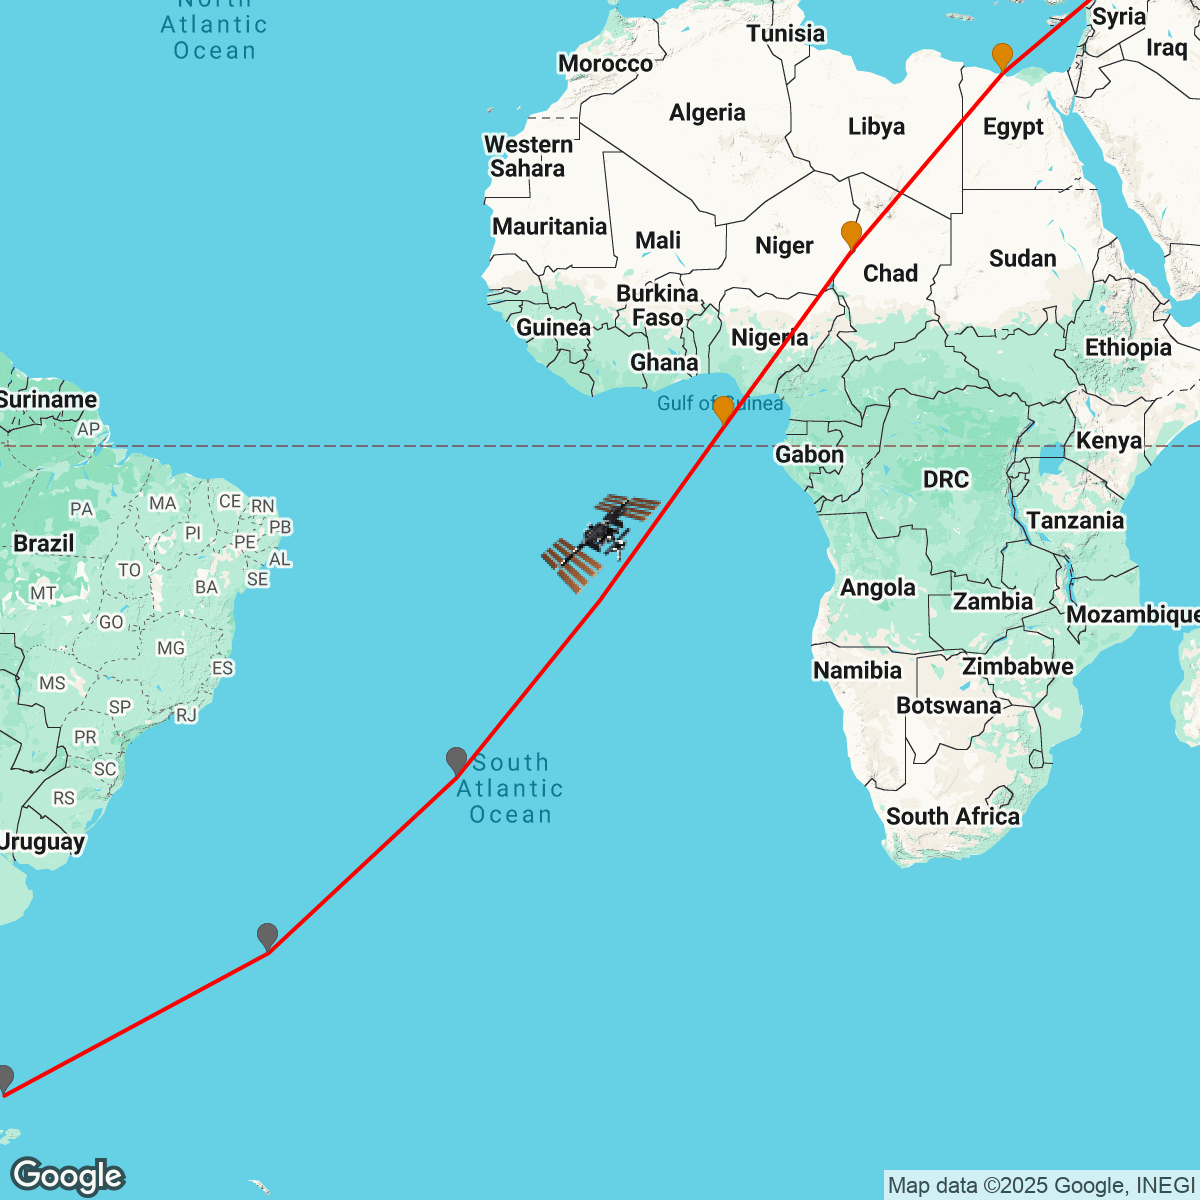 North
Atlantic
Ocean
Tunisia
Syria
Iraq
Morocco
Algeria
Libya
Egypt
Western
Sahara
Mauritania
Mali
Niger
Chad
Sudan
Burkina
Faso
Guinea
Nigeria
Ghana
Ethiopia
Suriname
AP
Gulf of Guinea
Gabon
Kenya
DRC
PA
MA
CE
RN
PI
PE
PB
Brazil
AL
Tanzania
TO
SE
MT
BA
Angola
Zambia
GO
Mozambique
MG
ES
Namibia
Zimbabwe
MS
SP
RJ
Botswana
PR
SC
South
Atlantic
Ocean
RS
South Africa
Uruguay
Google
Map data ©2025 Google, INEGI